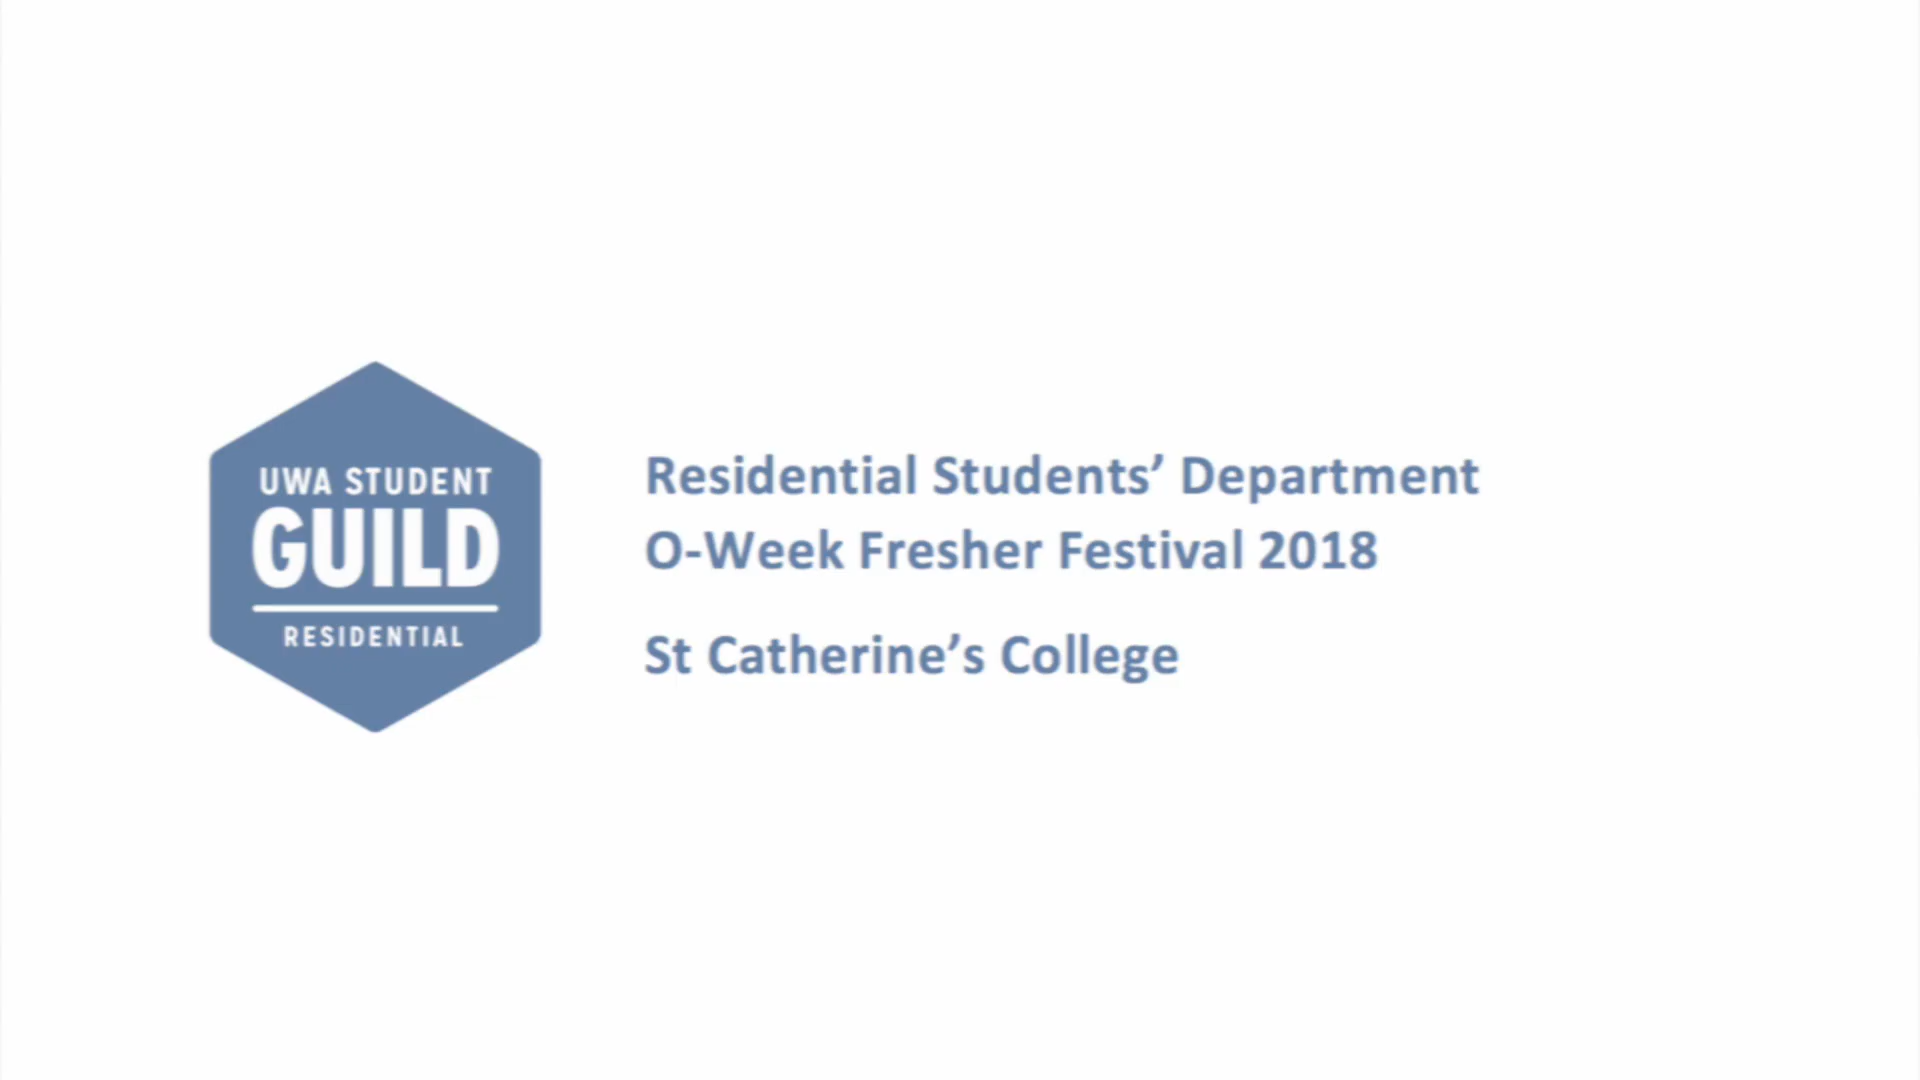 UWA STUDENT
GUILD
RESIDENTIAL
Residential Students’ Department
O-Week Fresher Festival 2018
St Catherine’s College